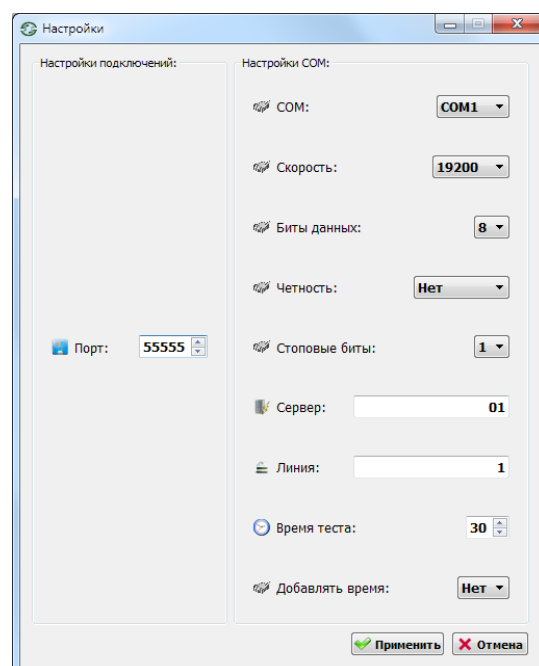 Настройки
Настройки подключений:
Порт: 55555
Настройки COM:
COM: COM1
Скорость: 19200
Биты данных: 8
Четность: Нет
Стоповые биты: 1
Сервер: 01
Линия: 1
Время теста: 30
Добавлять время: Нет
Применить Отмена